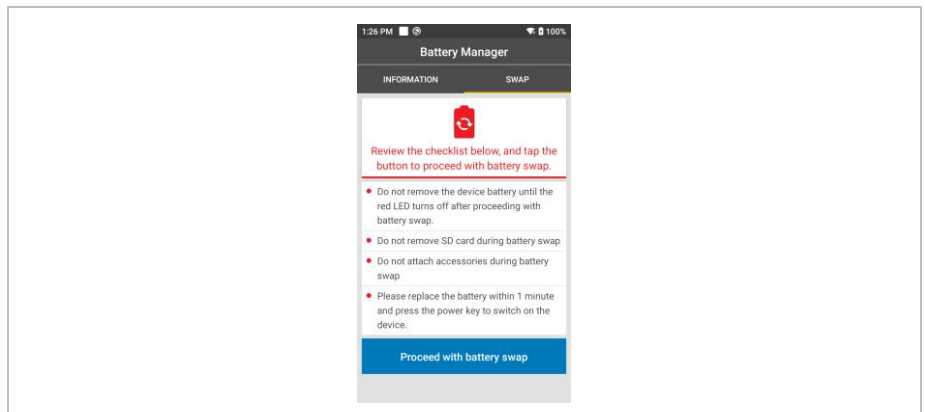 1:26 PM 100%
Battery Manager
INFORMATION SWAP
Review the checklist below, and tap the
button to proceed with battery swap.
Do not remove the device battery until the
red LED turns off after proceeding with
battery swap.
Do not remove SD card during battery swap
Do not attach accessories during battery
swap
Please replace the battery within 1 minute
and press the power key to switch on the
device.
Proceed with battery swap